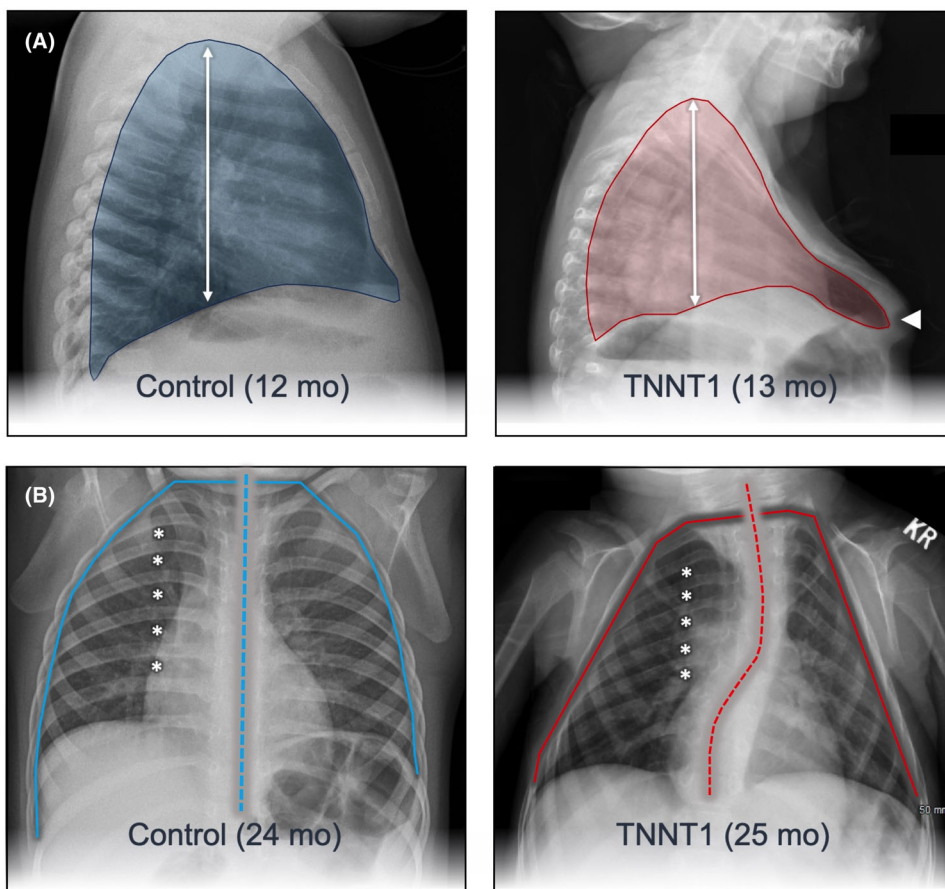 (A)
Control (12 mo)
TNNT1 (13 mo)
(B)
* * * * *
* * * * *
KR
50 mm
Control (24 mo)
TNNT1 (25 mo)